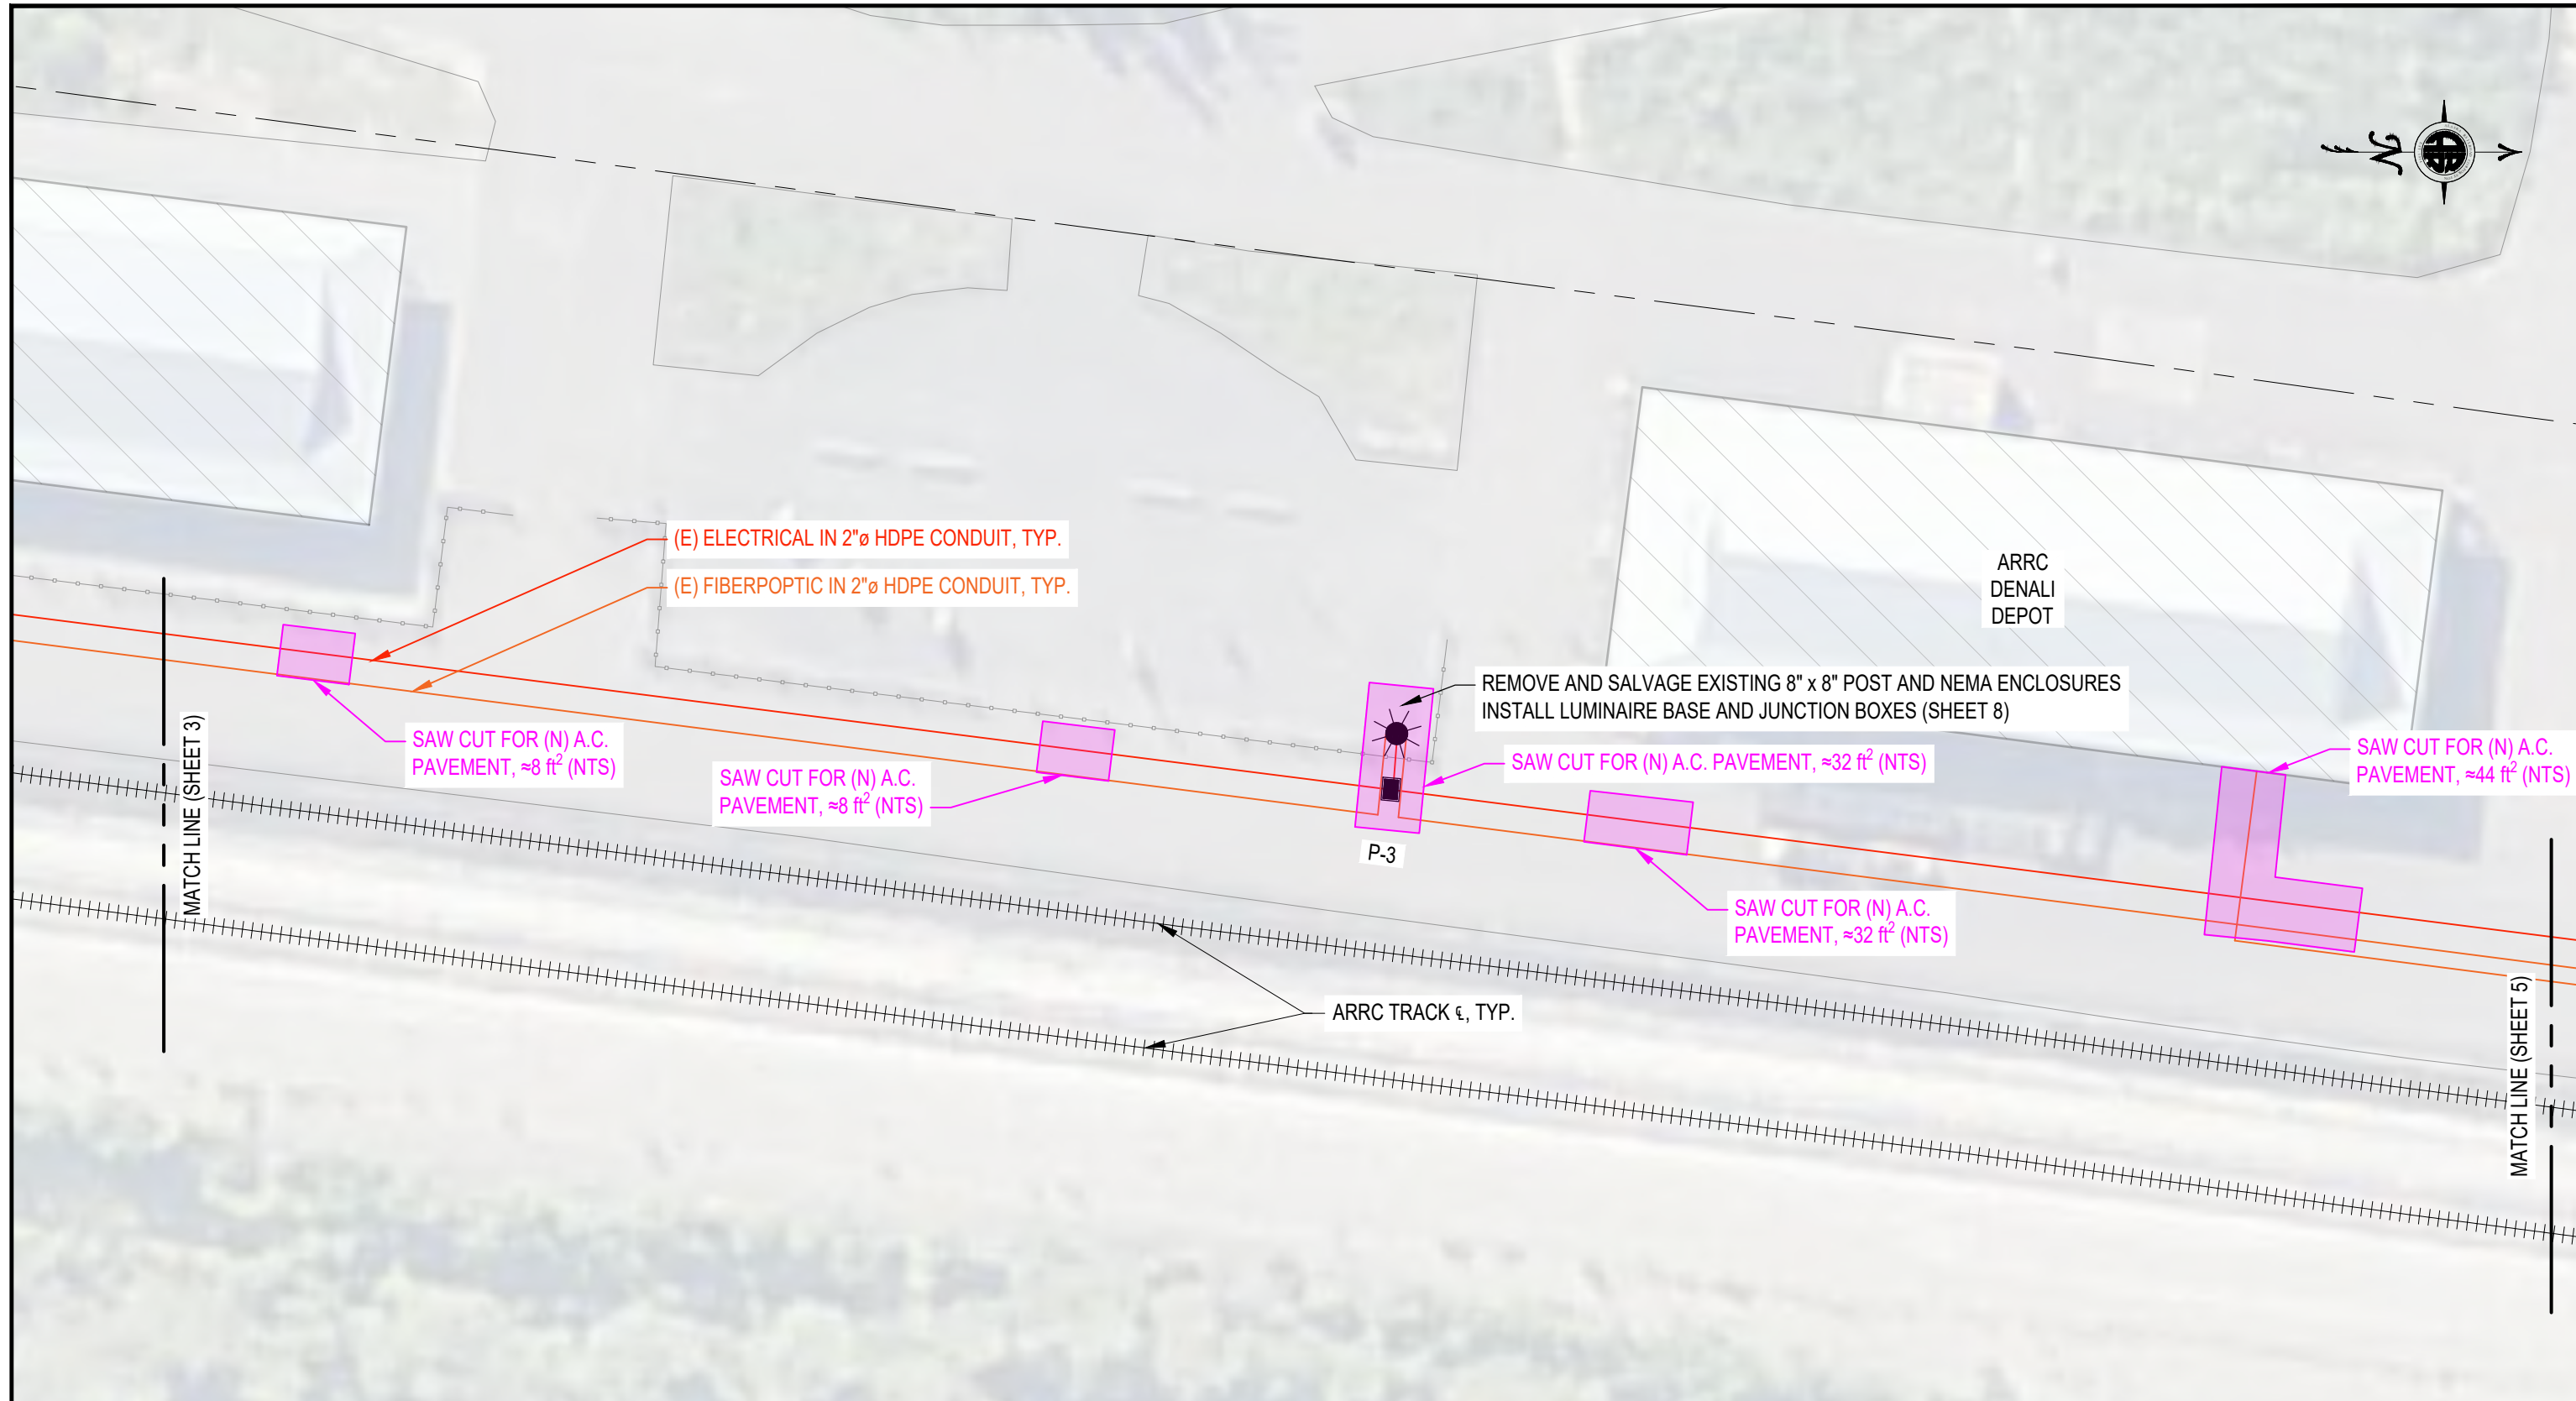 N
(E) ELECTRICAL IN 2"ø HDPE CONDUIT, TYP.
(E) FIBERPOPTIC IN 2"ø HDPE CONDUIT, TYP.
ARRC
DENALI
DEPOT
REMOVE AND SALVAGE EXISTING 8" x 8" POST AND NEMA ENCLOSURES
INSTALL LUMINAIRE BASE AND JUNCTION BOXES (SHEET 8)
MATCH LINE (SHEET 3)
SAW CUT FOR (N) A.C.
PAVEMENT, ≈8 ft² (NTS)
SAW CUT FOR (N) A.C.
PAVEMENT, ≈8 ft² (NTS)
SAW CUT FOR (N) A.C. PAVEMENT, ≈32 ft² (NTS)
SAW CUT FOR (N) A.C.
PAVEMENT, ≈44 ft² (NTS)
P-3
SAW CUT FOR (N) A.C.
PAVEMENT, ≈32 ft² (NTS)
ARRC TRACK ℄, TYP.
MATCH LINE (SHEET 5)